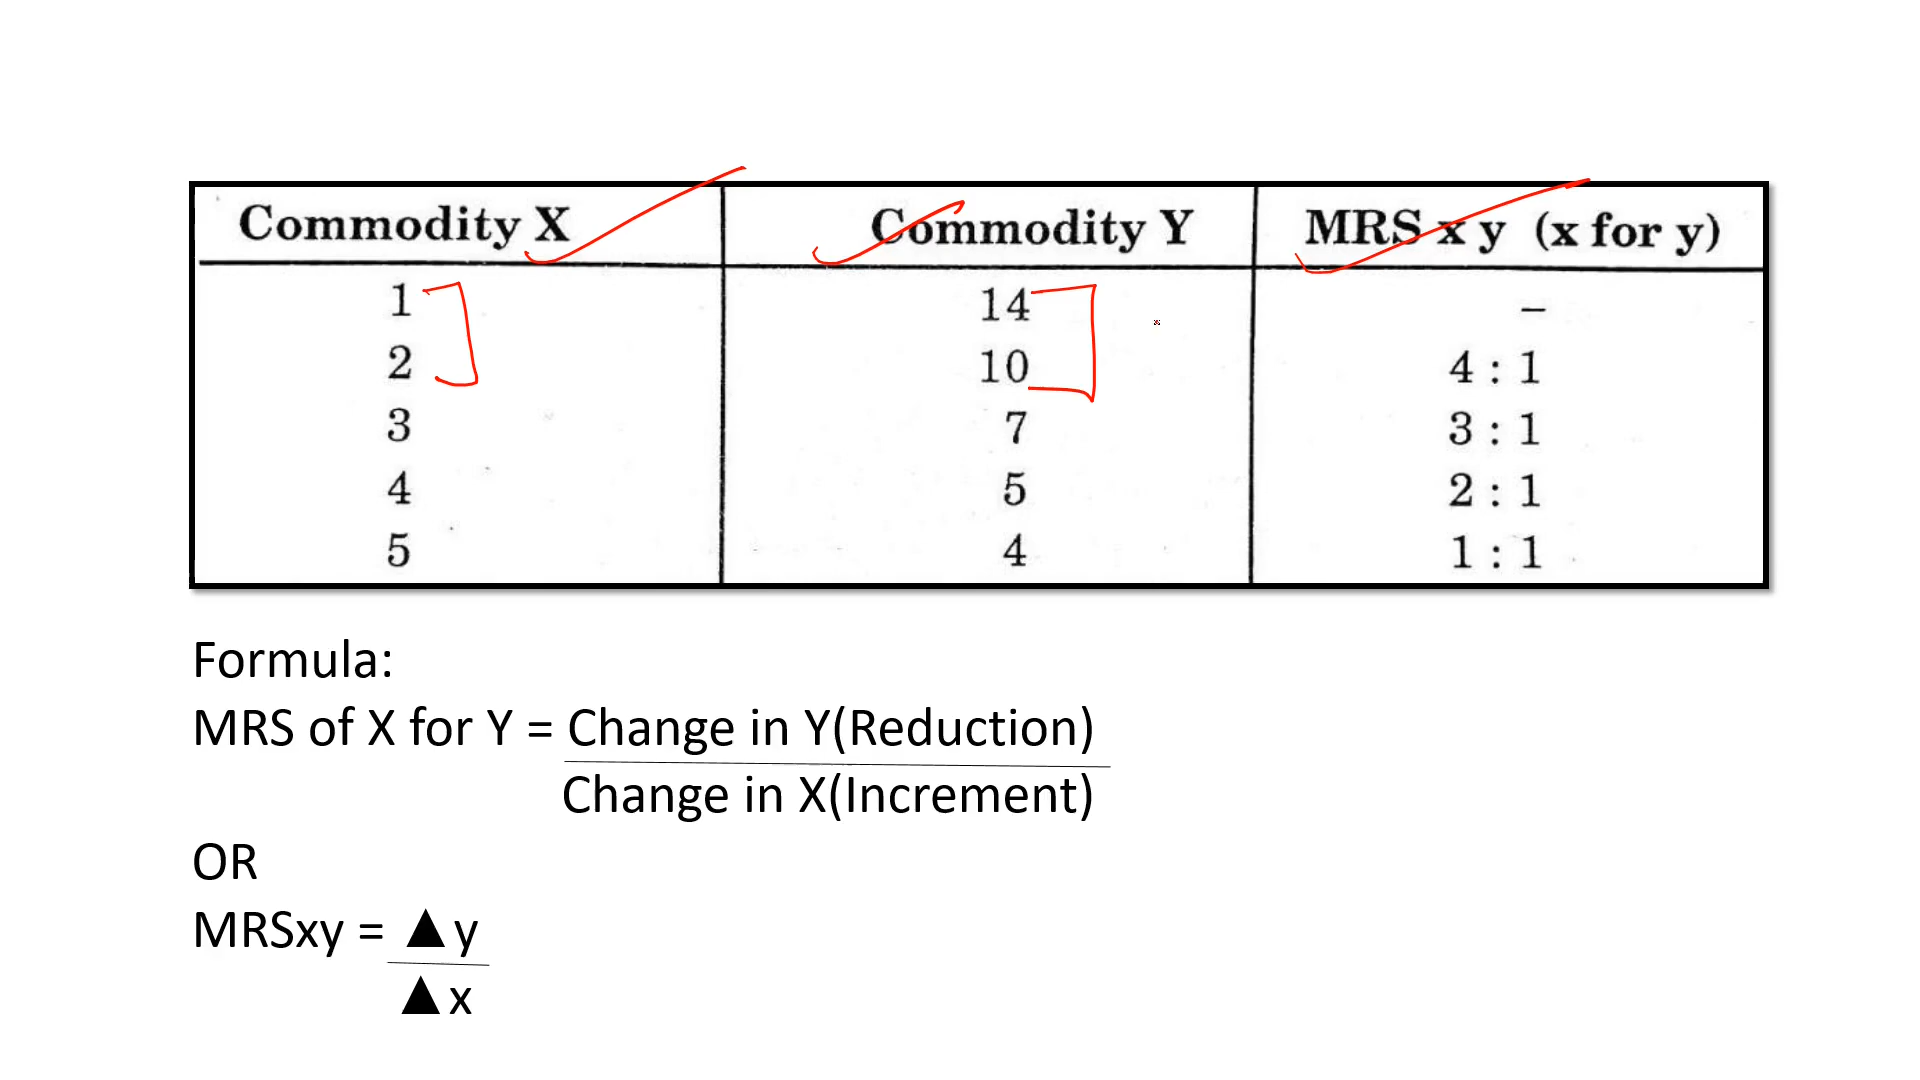 Commodity X Commodity Y MRS x y (x for y)
1 14 –
2 10 4 : 1
3 7 3 : 1
4 5 2 : 1
5 4 1 : 1
Formula:
MRS of X for Y = Change in Y(Reduction)
Change in X(Increment)
OR
MRSxy = ▲y
▲x